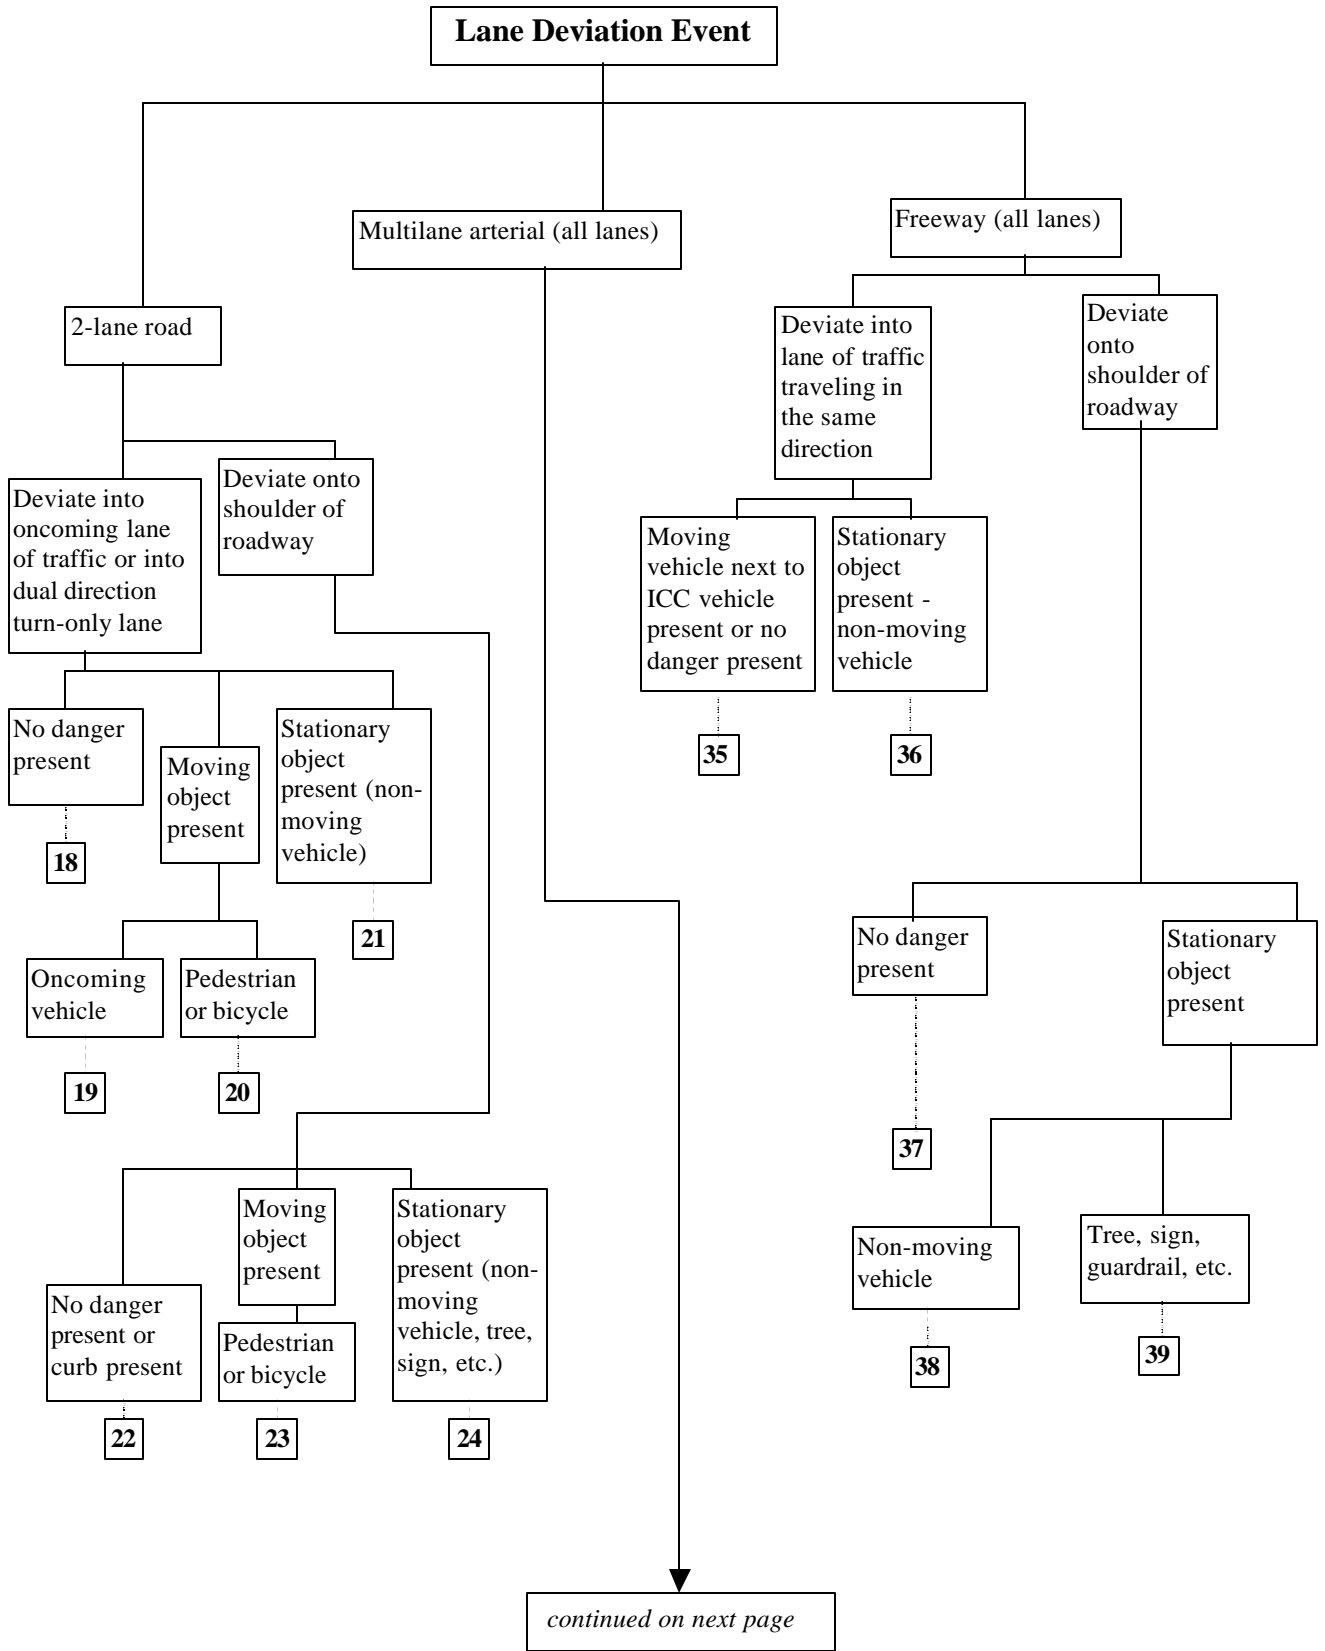 Lane Deviation Event
Multilane arterial (all lanes)
Freeway (all lanes)
2-lane road
Deviate into
lane of traffic
traveling in
the same
direction
Deviate
onto
shoulder of
roadway
Deviate into
oncoming lane
of traffic or into
dual direction
turn-only lane
Deviate onto
shoulder of
roadway
Moving
vehicle next to
ICC vehicle
present or no
danger present
Stationary
object
present -
non-moving
vehicle
35
36
No danger
present
Moving
object
present
Stationary
object
present (non-
moving
vehicle)
18
21
Oncoming
vehicle
Pedestrian
or bicycle
19
20
No danger
present
Stationary
object
present
37
Non-moving
vehicle
Tree, sign,
guardrail, etc.
38
39
No danger
present or
curb present
Moving
object
present
Pedestrian
or bicycle
Stationary
object
present (non-
moving
vehicle, tree,
sign, etc.)
22
23
24
continued on next page